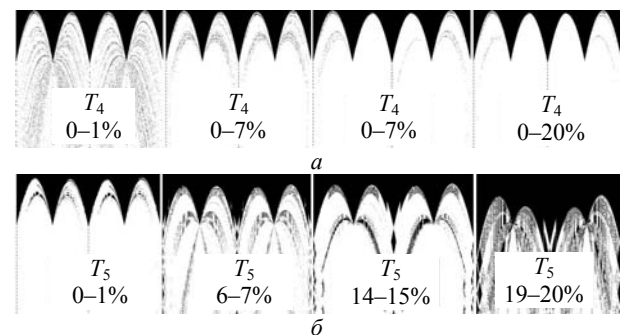 T₄ T₄ T₄ T₄
0–1% 0–7% 0–7% 0–20%
а
T₅ T₅ T₅ T₅
0–1% 6–7% 14–15% 19–20%
б